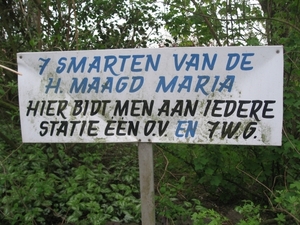 7 SMARTEN VAN DE
H. MAAGD MARIA
HIER BIDT MEN AAN IEDERE
STATIE EEN O.V. EN 7 W.G.